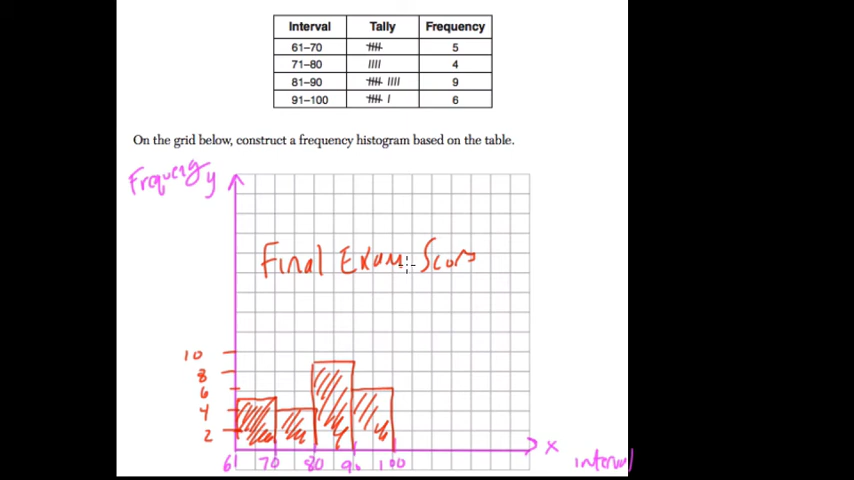 Interval Tally Frequency
61–70 5
71–80 4
81–90 9
91–100 6
On the grid below, construct a frequency histogram based on the table.
Frequency
y
Final Exam Scores
10
8
6
4
2
61 70 80 90 100
x
interval